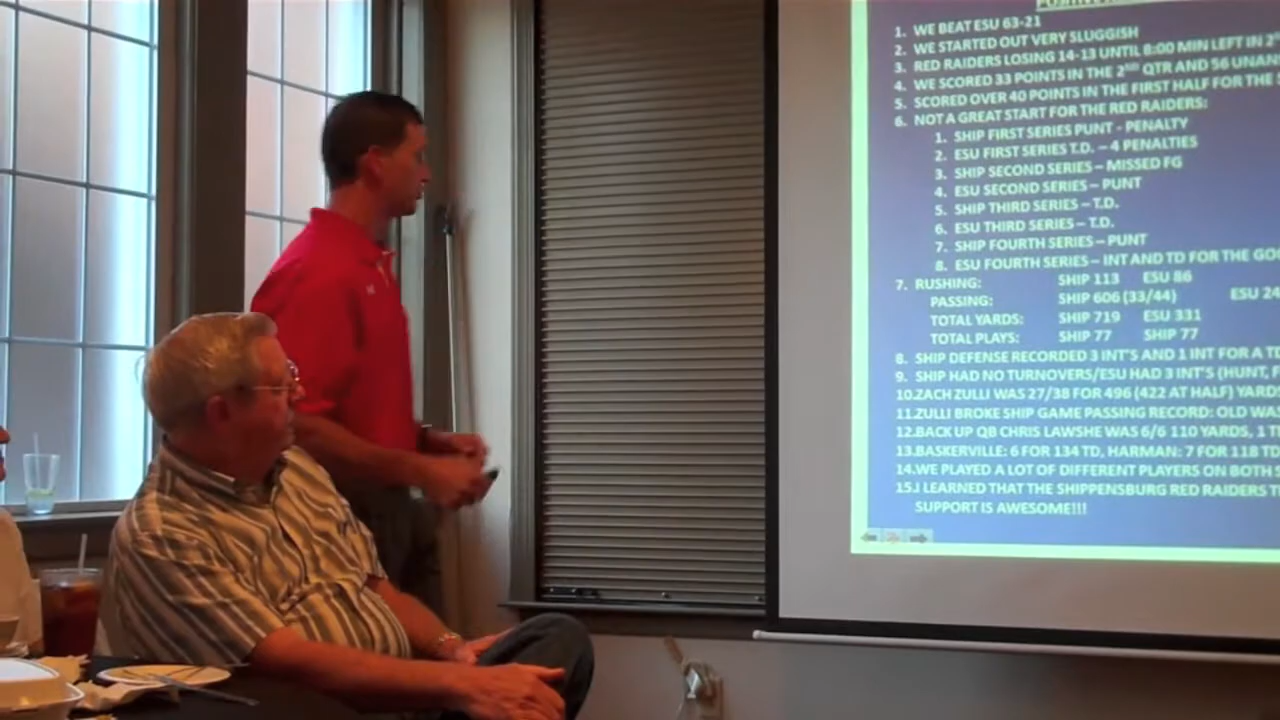 1. WE BEAT ESU 63-21
2. WE STARTED OUT VERY SLUGGISH
3. RED RAIDERS LOSING 14-13 UNTIL 8:00 MIN LEFT IN 2
4. WE SCORED 33 POINTS IN THE 2ND QTR AND 56 UNAN
5. SCORED OVER 40 POINTS IN THE FIRST HALF FOR THE
6. NOT A GREAT START FOR THE RED RAIDERS:
1. SHIP FIRST SERIES PUNT - PENALTY
2. ESU FIRST SERIES T.D. – 4 PENALTIES
3. SHIP SECOND SERIES – MISSED FG
4. ESU SECOND SERIES – PUNT
5. SHIP THIRD SERIES – T.D.
6. ESU THIRD SERIES – T.D.
7. SHIP FOURTH SERIES – PUNT
8. ESU FOURTH SERIES – INT AND TD FOR THE GO
7. RUSHING: SHIP 113 ESU 86
PASSING: SHIP 606 (33/44) ESU 24
TOTAL YARDS: SHIP 719 ESU 331
TOTAL PLAYS: SHIP 77 SHIP 77
8. SHIP DEFENSE RECORDED 3 INT'S AND 1 INT FOR A TD
9. SHIP HAD NO TURNOVERS/ESU HAD 3 INT'S (HUNT, F
10.ZACH ZULLI WAS 27/38 FOR 496 (422 AT HALF) YARDS
11.ZULLI BROKE SHIP GAME PASSING RECORD: OLD WAS
12.BACK UP QB CHRIS LAWSHE WAS 6/6 110 YARDS, 1 T
13.BASKERVILLE: 6 FOR 134 TD, HARMAN: 7 FOR 118 TD
14.WE PLAYED A LOT OF DIFFERENT PLAYERS ON BOTH S
15.I LEARNED THAT THE SHIPPENSBURG RED RAIDERS T
SUPPORT IS AWESOME!!!